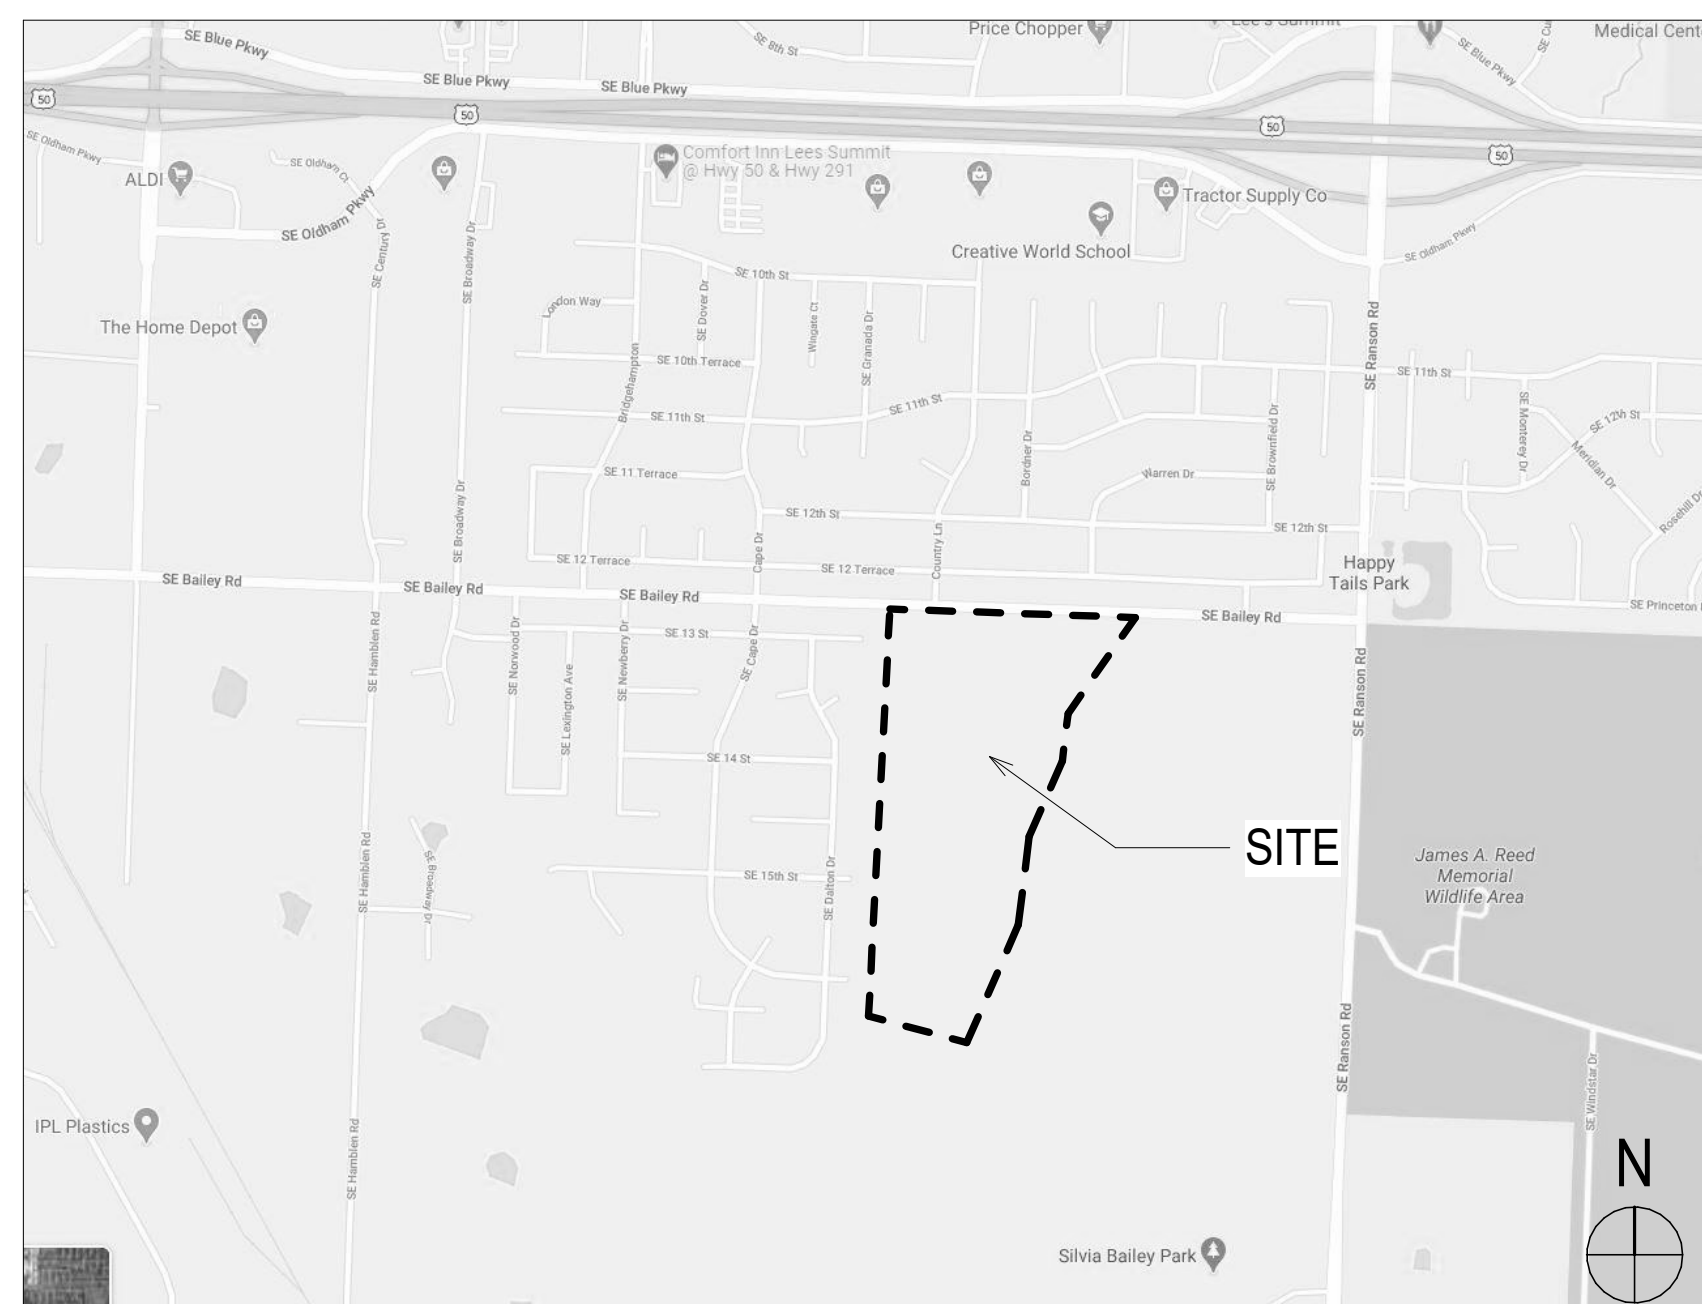 Price Chopper
Lee's Summit
Medical Cent
SE Blue Pkwy
SE 8th St
SE Cu
SE Blue Pkwy
SE Blue Pkwy
SE Blue Pkwy
50
50
50
50
SE Oldham Pkwy
SE Oldham Ct
ALDI
Comfort Inn Lees Summit
@ Hwy 50 & Hwy 291
Tractor Supply Co
SE Oldham Pkwy
SE Century Dr
SE Broadway Dr
Creative World School
SE Oldham Pkwy
SE 10th St
London Way
SE Dover Dr
Wingate Ct
SE Granada Dr
SE Ranson Rd
The Home Depot
Bridgehampton
SE 10th Terrace
SE 11th St
SE 11th St
SE 11th St
SE Monterey Dr
SE 12th St
Meridian Dr
Rosehill Dr
SE 11 Terrace
Bordner Dr
Warren Dr
SE Brownfield Dr
SE Broadway Dr
SE 12th St
SE 12th St
Cape Dr
Country Ln
SE 12 Terrace
SE 12 Terrace
Happy
Tails Park
SE Bailey Rd
SE Bailey Rd
SE Bailey Rd
SE Bailey Rd
SE Princeton
SE Hamblen Rd
SE Norwood Dr
SE Lexington Ave
SE Newberry Dr
SE 13 St
SE Cape Dr
SE Ranson Rd
SE 14 St
SITE
SE Hamblen Rd
SE Broadway Dr
SE 15th St
SE Dalton Dr
James A. Reed
Memorial
Wildlife Area
SE Ranson Rd
SE Windstar Dr
IPL Plastics
SE Hamblen Rd
N
Silvia Bailey Park